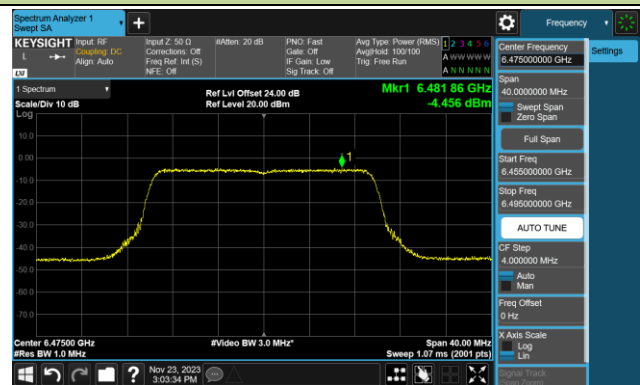 Spectrum Analyzer 1
Swept SA
Frequency
KEYSIGHT
Input: RF
Coupling: DC
Align: Auto
Input Z: 50 Ω
Corrections: Off
Freq Ref: Int (S)
NFE: Off
#Atten: 20 dB
PNO: Fast
Gate: Off
IF Gain: Low
Sig Track: Off
Avg Type: Power (RMS)
Avg|Hold: 100/100
Trig: Free Run
1 2 3 4 5 6
A W W W W W
A N N N N N
L
LXI
Center Frequency
6.475000000 GHz
Settings
Span
40.0000000 MHz
Swept Span
Zero Span
Full Span
Start Freq
6.455000000 GHz
Stop Freq
6.495000000 GHz
AUTO TUNE
CF Step
4.000000 MHz
Auto
Man
Freq Offset
0 Hz
X Axis Scale
Log
Lin
Signal Track
(Span Zoom)
1 Spectrum
Scale/Div 10 dB
Log
Ref Lvl Offset 24.00 dB
Ref Level 20.00 dBm
Mkr1 6.481 86 GHz
-4.456 dBm
10.0
0.00
-10.0
-20.0
-30.0
-40.0
-50.0
-60.0
-70.0
1
Center 6.47500 GHz
#Res BW 1.0 MHz
#Video BW 3.0 MHz*
Span 40.00 MHz
Sweep 1.07 ms (2001 pts)
Nov 23, 2023
3:03:34 PM